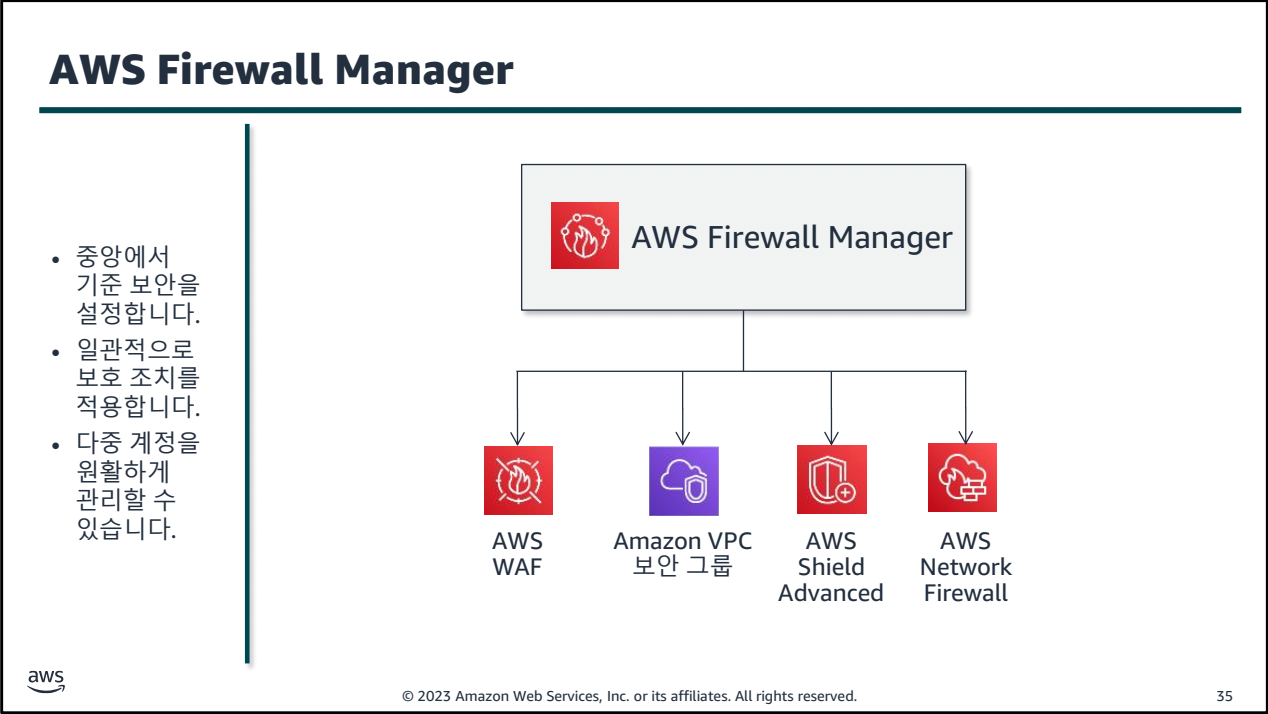 AWS Firewall Manager
• 중앙에서
기준 보안을
설정합니다.
• 일관적으로
보호 조치를
적용합니다.
• 다중 계정을
원활하게
관리할 수
있습니다.
AWS Firewall Manager
AWS
WAF
Amazon VPC
보안 그룹
AWS
Shield
Advanced
AWS
Network
Firewall
aws
© 2023 Amazon Web Services, Inc. or its affiliates. All rights reserved.
35